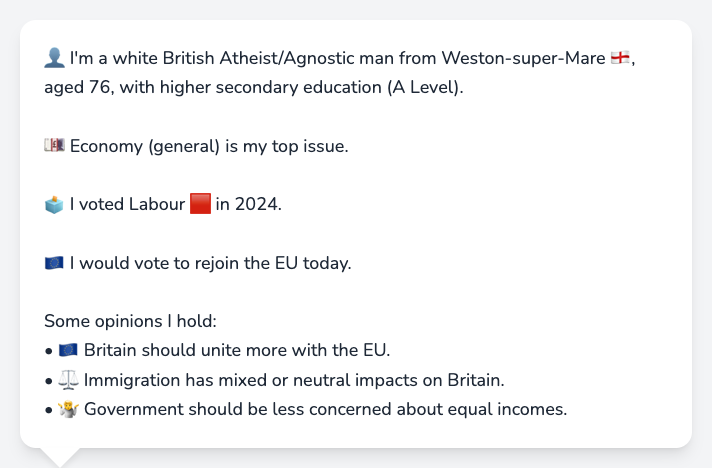 👤 I'm a white British Atheist/Agnostic man from Weston-super-Mare 🏴󠁧󠁢󠁥󠁮󠁧󠁿,
aged 76, with higher secondary education (A Level).
💷 Economy (general) is my top issue.
🗳️ I voted Labour 🟥 in 2024.
🇪🇺 I would vote to rejoin the EU today.
Some opinions I hold:
• 🇪🇺 Britain should unite more with the EU.
• ⚖️ Immigration has mixed or neutral impacts on Britain.
• 🤷 Government should be less concerned about equal incomes.